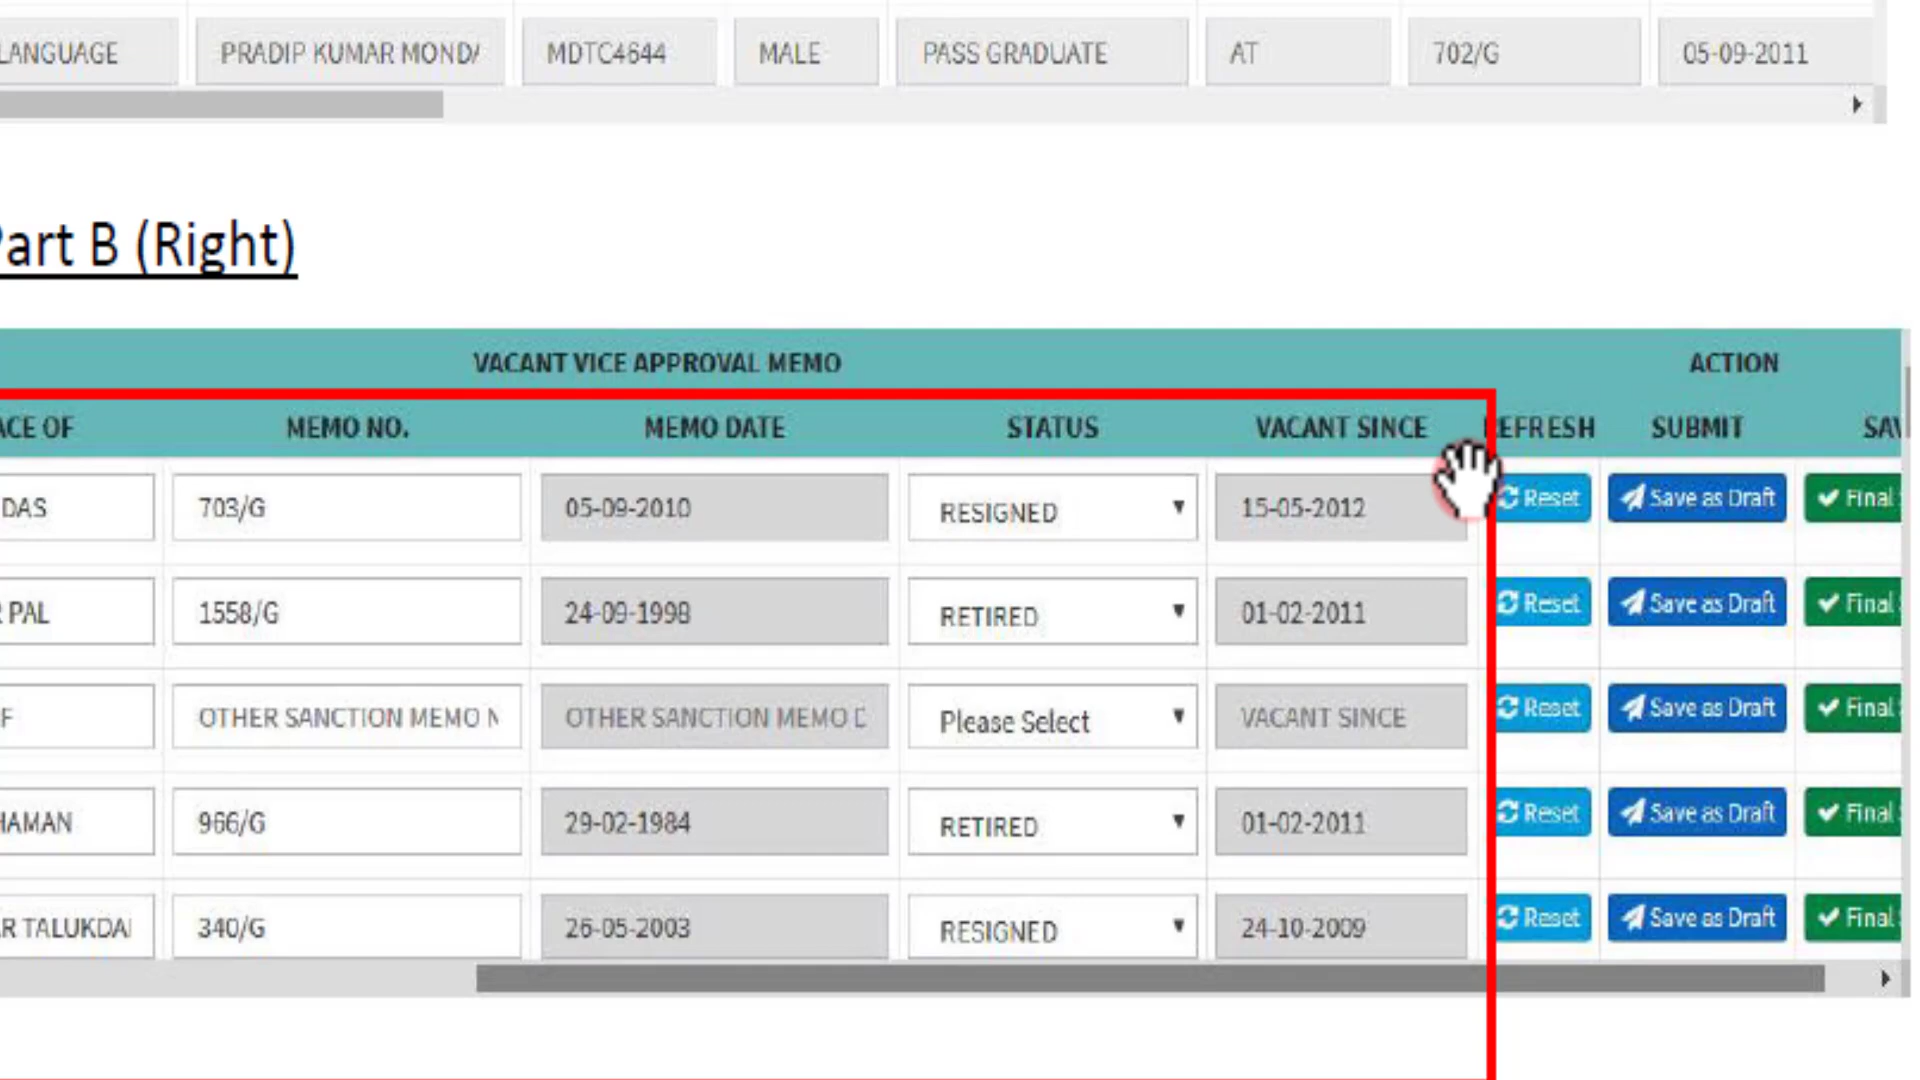 LANGUAGE PRADIP KUMAR MOND MDTC4644 MALE PASS GRADUATE AT 702/G 05-09-2011
art B (Right)
VACANT VICE APPROVAL MEMO ACTION
ACE OF MEMO NO. MEMO DATE STATUS VACANT SINCE REFRESH SUBMIT SAV
DAS 703/G 05-09-2010 RESIGNED 15-05-2012 Reset Save as Draft Final
R PAL 1558/G 24-09-1998 RETIRED 01-02-2011 Reset Save as Draft Final
F OTHER SANCTION MEMO N OTHER SANCTION MEMO D Please Select VACANT SINCE Reset Save as Draft Final
HAMAN 966/G 29-02-1984 RETIRED 01-02-2011 Reset Save as Draft Final
R TALUKDA 340/G 26-05-2003 RESIGNED 24-10-2009 Reset Save as Draft Final